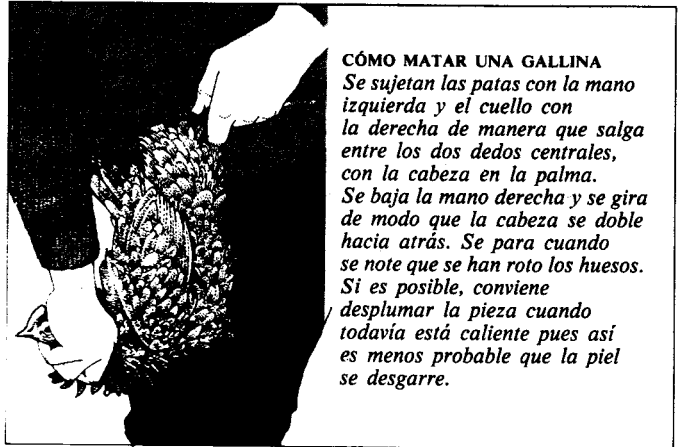 CÓMO MATAR UNA GALLINA
Se sujetan las patas con la mano
izquierda y el cuello con
la derecha de manera que salga
entre los dos dedos centrales,
con la cabeza en la palma.
Se baja la mano derecha y se gira
de modo que la cabeza se doble
hacia atrás. Se para cuando
se note que se han roto los huesos.
Si es posible, conviene
desplumar la pieza cuando
todavía está caliente pues así
es menos probable que la piel
se desgarre.